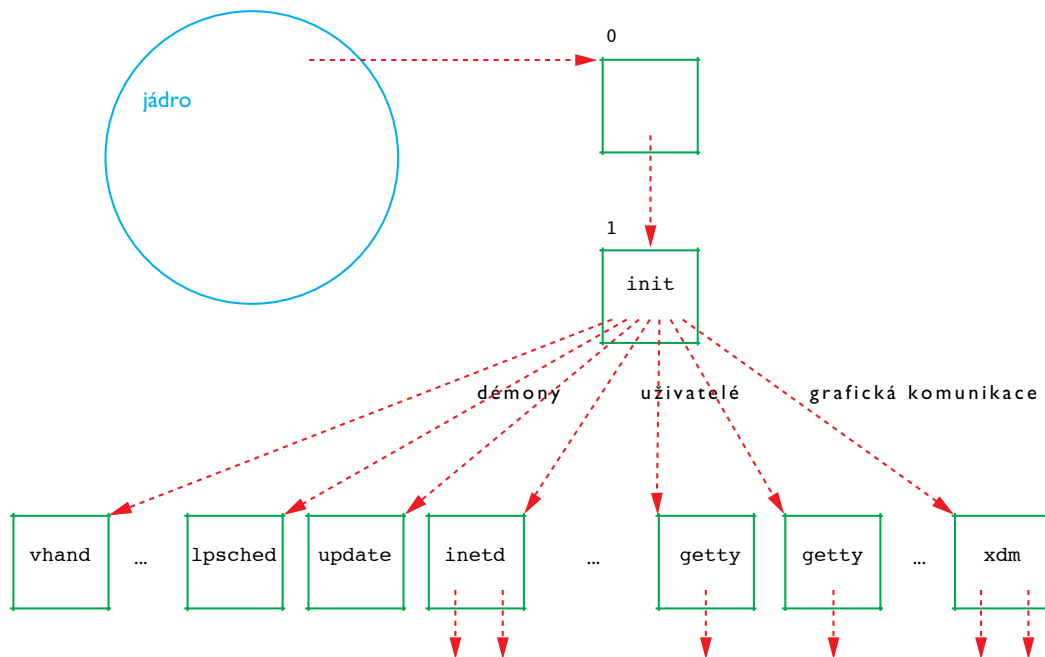 0
jádro
1
init
démony uživatelé grafická komunikace
vhand ... lpsched update inetd ... getty getty ... xdm